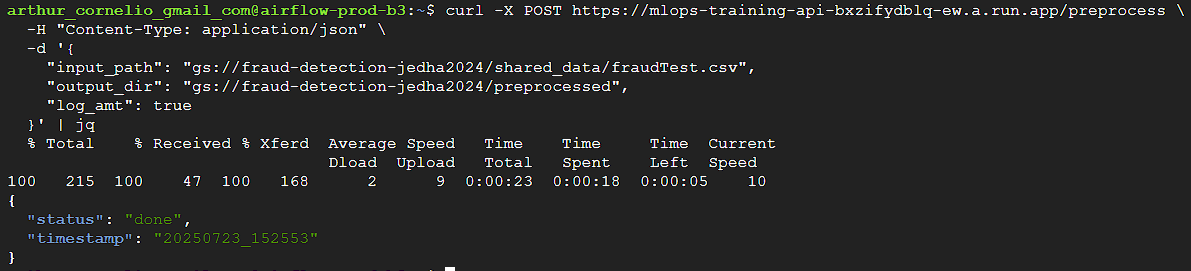 arthur_cornelio_gmail_com@airflow-prod-b3:~$ curl -X POST https://mlops-training-api-bxzifydblq-ew.a.run.app/preprocess \
  -H "Content-Type: application/json" \
  -d '{
    "input_path": "gs://fraud-detection-jedha2024/shared_data/fraudTest.csv",
    "output_dir": "gs://fraud-detection-jedha2024/preprocessed",
    "log_amt": true
  }' | jq
  % Total    % Received % Xferd  Average Speed   Time    Time     Time  Current
                                 Dload  Upload   Total   Spent    Left  Speed
100   215  100    47  100   168      2      9  0:00:23  0:00:18  0:00:05    10
{
  "status": "done",
  "timestamp": "20250723_152553"
}